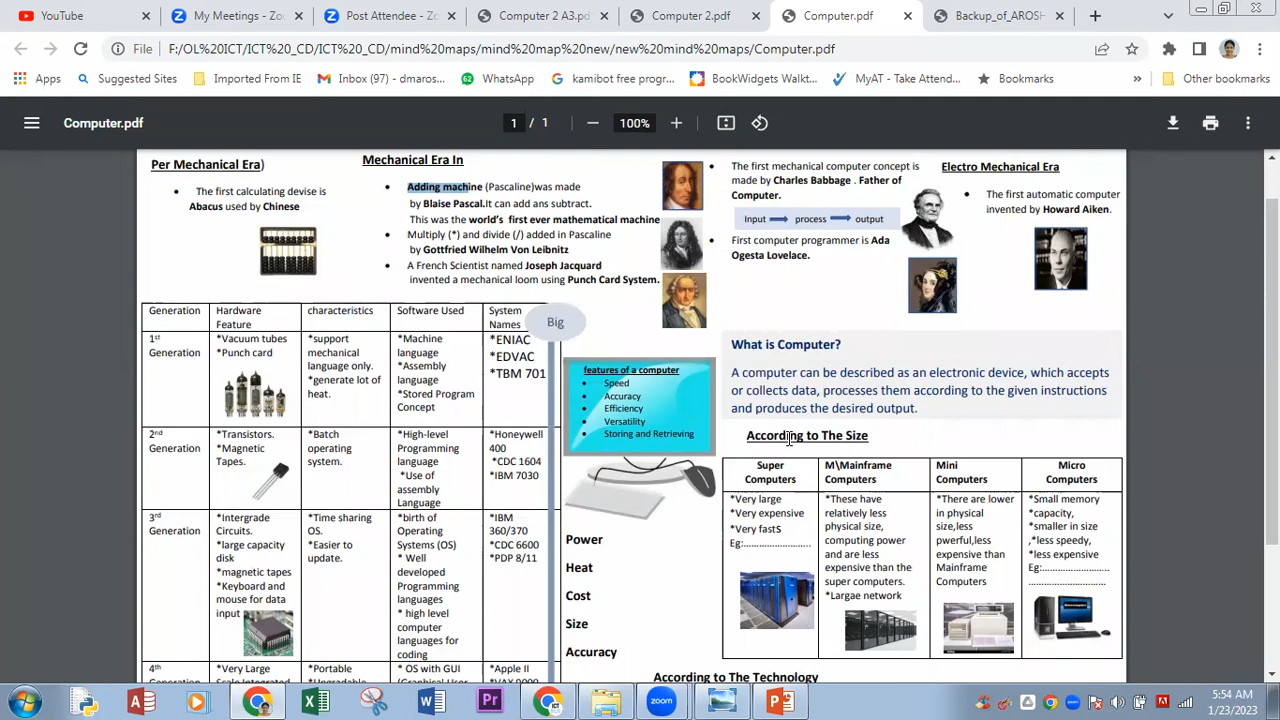 YouTube
My Meetings - Zo
Post Attendee - Zo
Computer 2 A3.pd
Computer 2.pdf
Computer.pdf
Backup_of_AROSH
File
F:/OL%20ICT/ICT%20_CD/ICT%20_CD/mind%20maps/mind%20map%20new/new%20mind%20maps/Computer.pdf
Apps
Suggested Sites
Imported From IE
Inbox (97) - dmaros...
WhatsApp
kamibot free progr...
BookWidgets Walkt...
MyAT - Take Attend...
Bookmarks
»
Other bookmarks
Computer.pdf
1 / 1
100%
Per Mechanical Era)
• The first calculating devise is
Abacus used by Chinese
Mechanical Era In
• Adding machine (Pascaline)was made
by Blaise Pascal.It can add ans subtract.
This was the world's first ever mathematical machine
• Multiply (*) and divide (/) added in Pascaline
by Gottfried Wilhelm Von Leibnitz
• A French Scientist named Joseph Jacquard
invented a mechanical loom using Punch Card System.
• The first mechanical computer concept is
made by Charles Babbage . Father of
Computer.
Input process output
• First computer programmer is Ada
Ogesta Lovelace.
Electro Mechanical Era
• The first automatic computer
invented by Howard Aiken.
Generation
Hardware
Feature
characteristics
Software Used
System
Names
1st
Generation
*Vacuum tubes
*Punch card
*support
mechanical
language only.
*generate lot of
heat.
*Machine
language
*Assembly
language
*Stored Program
Concept
*ENIAC
*EDVAC
*TBM 701
2nd
Generation
*Transistors.
*Magnetic
Tapes.
*Batch
operating
system.
*High-level
Programming
language
*Use of
assembly
Language
*Honeywell
400
*CDC 1604
*IBM 7030
3rd
Generation
*Intergrade
Circuits.
*large capacity
disk
*magnetic tapes
*Keyboard and
mouse for data
input
*Time sharing
OS.
*Easier to
update.
*birth of
Operating
Systems (OS)
* Well
developed
Programming
languages
* high level
computer
languages for
coding
*IBM
360/370
*CDC 6600
*PDP 8/11
4th
*Very Large
*Portable
* OS with GUI
*Apple II
Big
features of a computer
• Speed
• Accuracy
• Efficiency
• Versatility
• Storing and Retrieving
Power
Heat
Cost
Size
Accuracy
What is Computer?
A computer can be described as an electronic device, which accepts
or collects data, processes them according to the given instructions
and produces the desired output.
According to The Size
Super
Computers
M\Mainframe
Computers
Mini
Computers
Micro
Computers
*Very large
*Very expensive
*Very fastS
Eg:..........................
*These have
relatively less
physical size,
computing power
and are less
expensive than the
super computers.
*Largae network
*There are lower
in physical
size,less
pwerful,less
expensive than
Mainframe
Computers
*Small memory
*capacity,
*smaller in size
,*less speedy,
*less expensive
Eg:..........................
..............................
According to The Technology
5:54 AM
1/23/2023